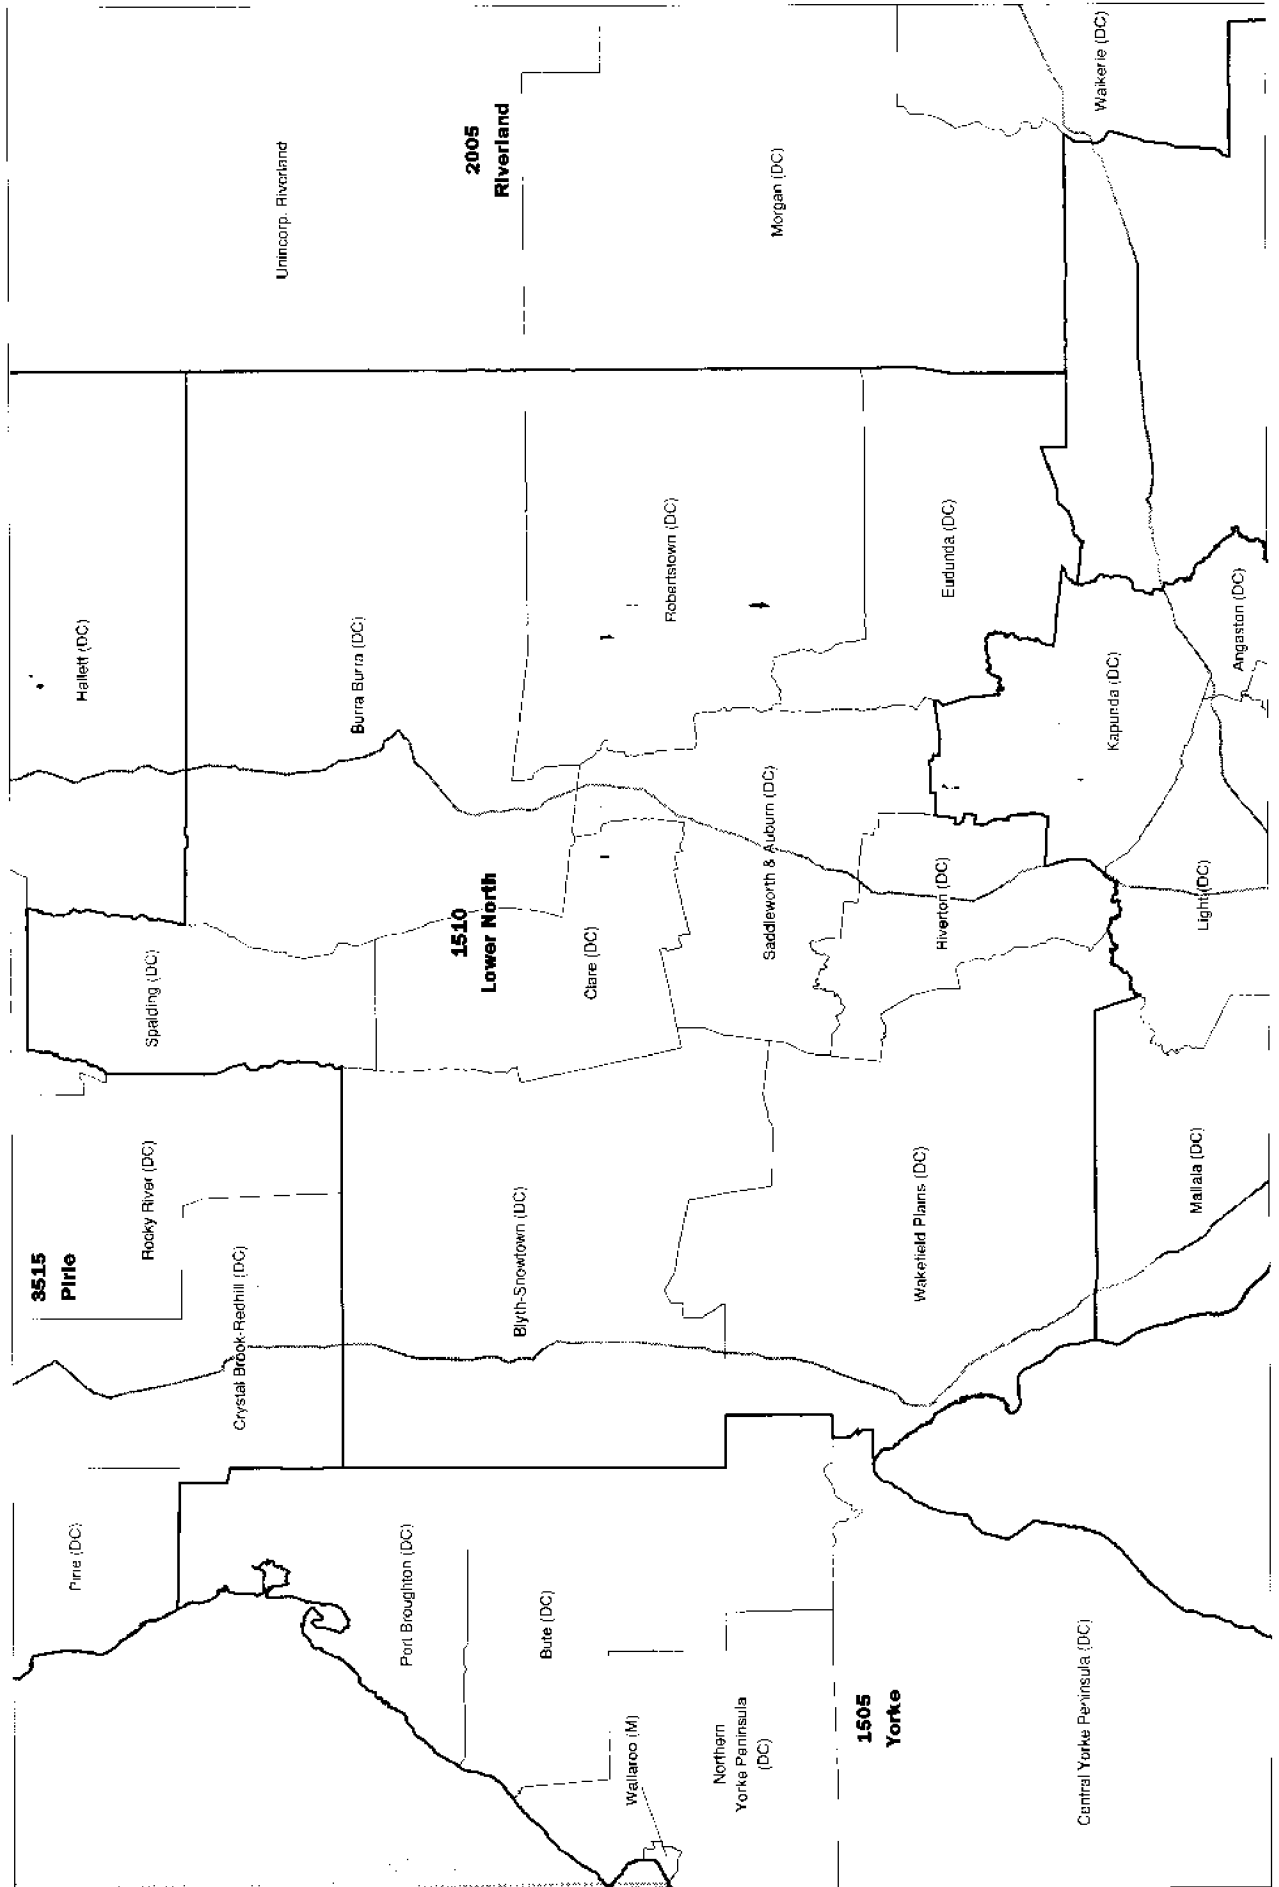 3515
Pirie
Pirie (DC)
Rocky River (DC)
Spalding (DC)
Hallett (DC)
Unincorp. Riverland
Crystal Brook-Redhill (DC)
Port Broughton (DC)
Burra Burra (DC)
2005
Riverland
1510
Lower North
Bute (DC)
Blyth-Snowtown (DC)
Clare (DC)
Robertstown (DC)
Wallaroo (M)
Northern
Yorke Peninsula
(DC)
Saddleworth & Auburn (DC)
Morgan (DC)
1505
Yorke
Wakefield Plains (DC)
Riverton (DC)
Eudunda (DC)
Central Yorke Peninsula (DC)
Kapunda (DC)
Waikerie (DC)
Mallala (DC)
Light (DC)
Angaston (DC)